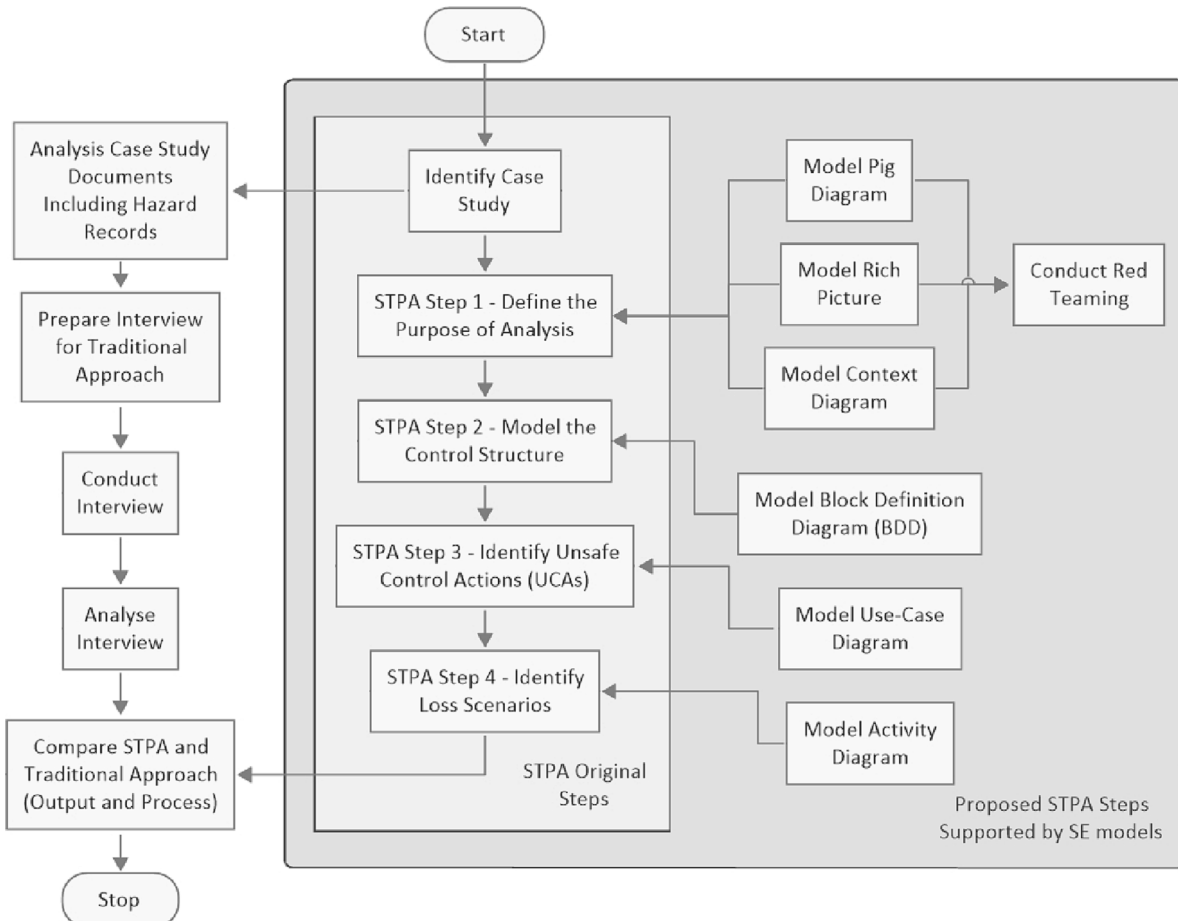 Start
Analysis Case Study
Documents
Including Hazard
Records
Identify Case
Study
Model Pig
Diagram
Model Rich
Picture
Conduct Red
Teaming
STPA Step 1 - Define the
Purpose of Analysis
Prepare Interview
for Traditional
Approach
Model Context
Diagram
STPA Step 2 - Model the
Control Structure
Conduct
Interview
Model Block Definition
Diagram (BDD)
STPA Step 3 - Identify Unsafe
Control Actions (UCAs)
Analyse
Interview
Model Use-Case
Diagram
STPA Step 4 - Identify
Loss Scenarios
Model Activity
Diagram
Compare STPA and
Traditional Approach
(Output and Process)
STPA Original
Steps
Proposed STPA Steps
Supported by SE models
Stop